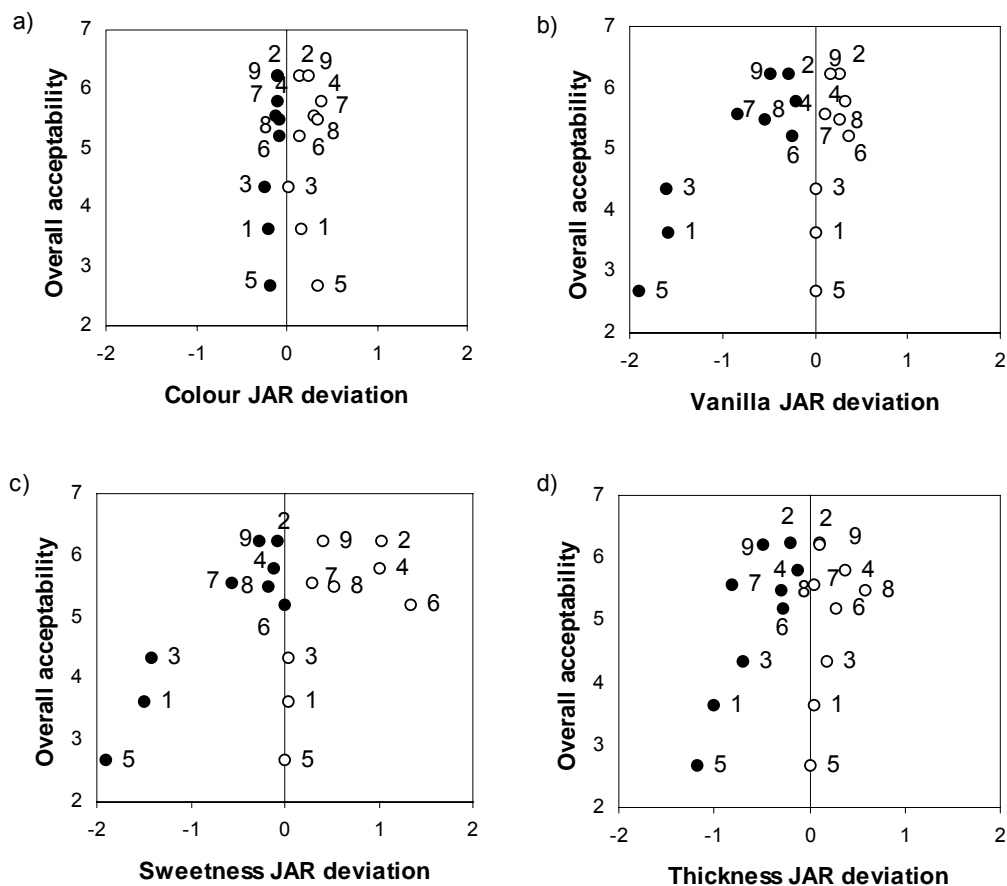 a)
7
6
5
4
3
2
-2 -1 0 1 2
Overall acceptability
Colour JAR deviation
2 2 9
9 4 4
7 7
8 8
6 6
3 3
1 1
5 5
b)
7
6
5
4
3
2
-2 -1 0 1 2
Overall acceptability
Vanilla JAR deviation
9 2 9 2
4 4
7 8 8
6 7 6
3 3
1 1
5 5
c)
7
6
5
4
3
2
-2 -1 0 1 2
Overall acceptability
Sweetness JAR deviation
2
9 9 2
4 4
7 8 7 8
6 6
3 3
1 1
5 5
d)
7
6
5
4
3
2
-2 -1 0 1 2
Overall acceptability
Thickness JAR deviation
2 2 9
9
4 7 4
7 8 8
6 6
3 3
1 1
5 5